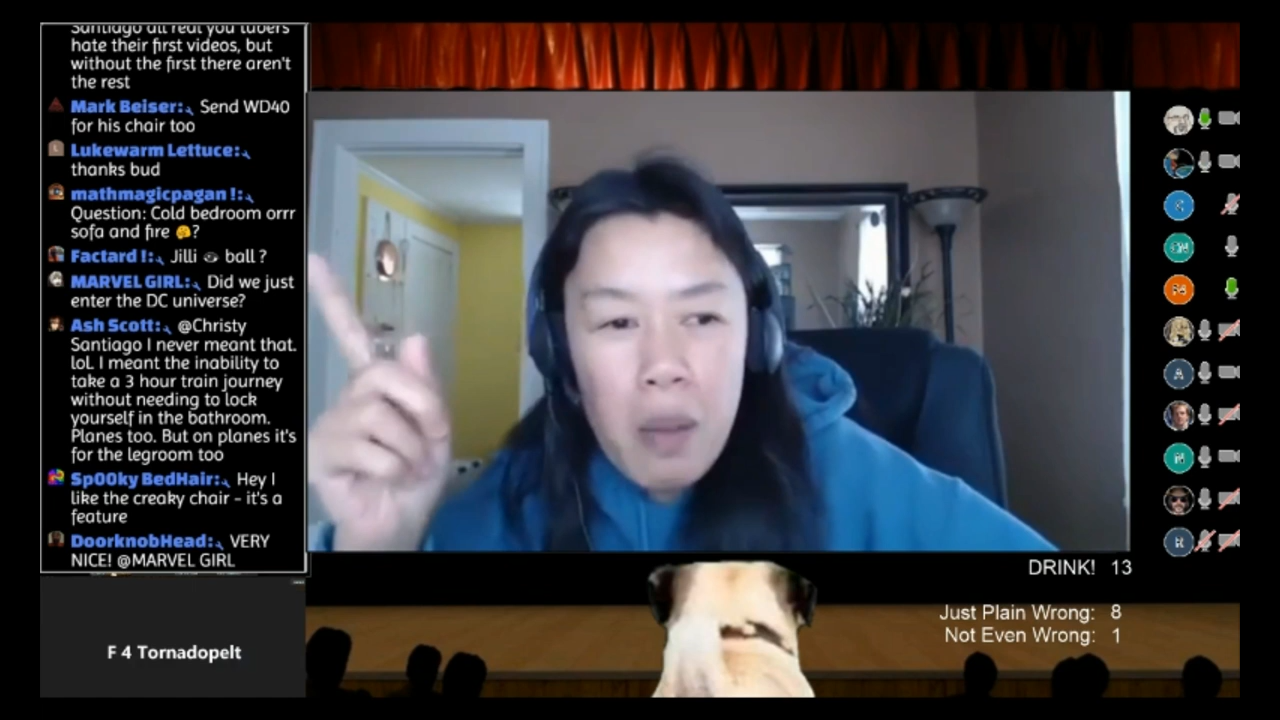 Santiago all real you tubers
hate their first videos, but
without the first there aren't
the rest
Mark Beiser: Send WD40
for his chair too
Lukewarm Lettuce:
thanks bud
mathmagicpagan !:
Question: Cold bedroom orrr
sofa and fire 🤔?
Factard !: Jilli 👁 ball ?
MARVEL GIRL: Did we just
enter the DC universe?
Ash Scott: @Christy
Santiago I never meant that.
lol. I meant the inability to
take a 3 hour train journey
without needing to lock
yourself in the bathroom.
Planes too. But on planes it's
for the legroom too
Sp00ky BedHair: Hey I
like the creaky chair - it's a
feature
DoorknobHead: VERY
NICE! @MARVEL GIRL
F 4 Tornadopelt
A
DRINK! 13
Just Plain Wrong: 8
Not Even Wrong: 1